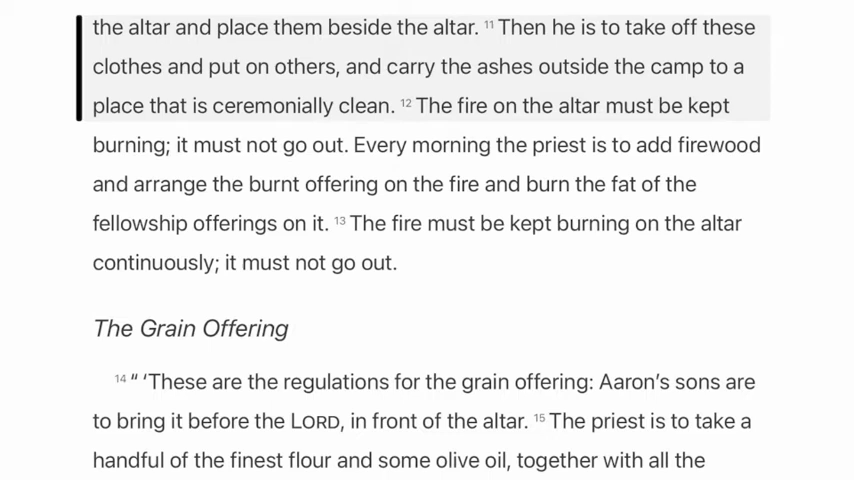 the altar and place them beside the altar. 11 Then he is to take off these
clothes and put on others, and carry the ashes outside the camp to a
place that is ceremonially clean. 12 The fire on the altar must be kept
burning; it must not go out. Every morning the priest is to add firewood
and arrange the burnt offering on the fire and burn the fat of the
fellowship offerings on it. 13 The fire must be kept burning on the altar
continuously; it must not go out.
The Grain Offering
14 “ ‘These are the regulations for the grain offering: Aaron’s sons are
to bring it before the LORD, in front of the altar. 15 The priest is to take a
handful of the finest flour and some olive oil, together with all the